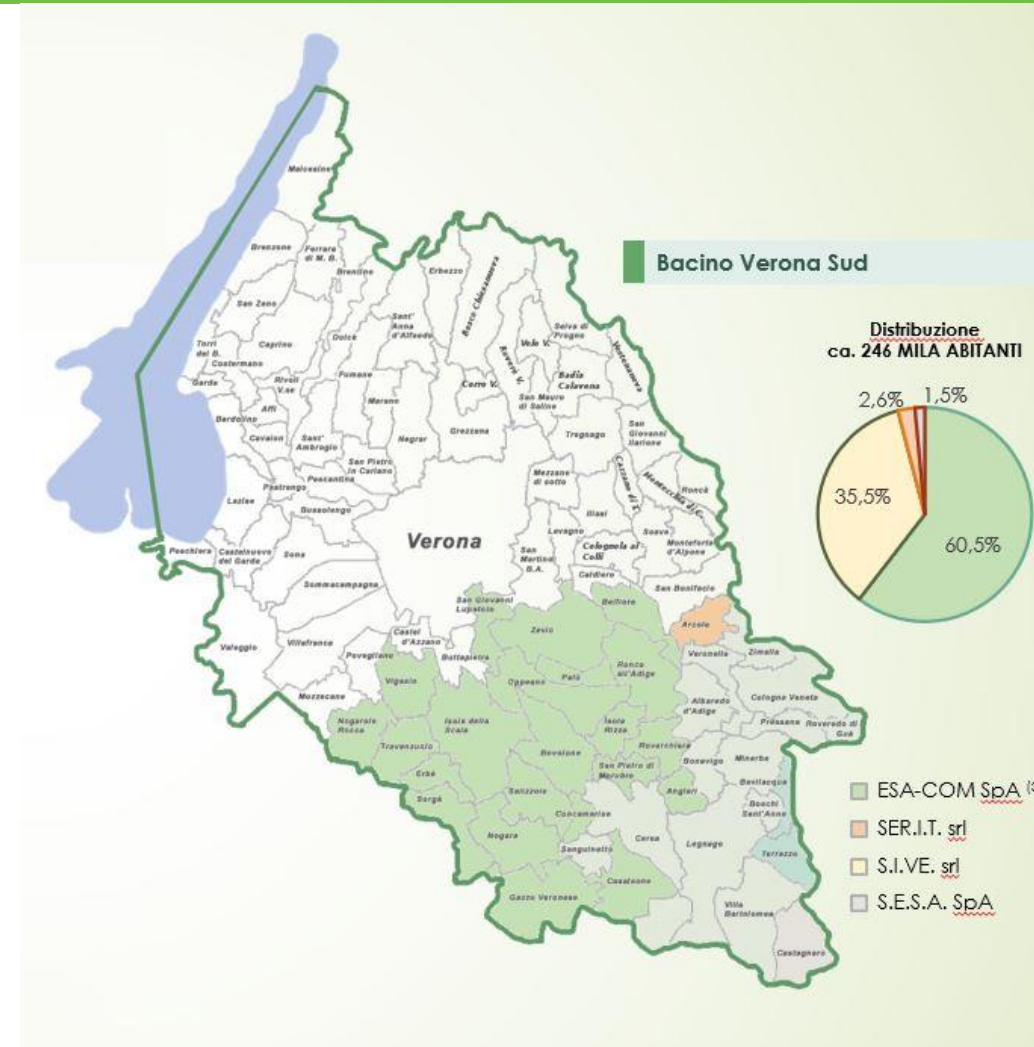 Malcesine
Brenzone
Ferrara
di M. B.
Brentino
Erbezzo
Bosco Chiesanuova
Bacino Verona Sud
San Zeno
Sant'
Anna
d'Alfaedo
Selva di
Progno
Distribuzione
ca. 246 MILA ABITANTI
Torri
del B.
Caprino
Dolcè
Velo V.
Roverè V.
Vestenanova
Costermano
Garda
Rivoli
V.se
Fumane
Cerro V.
Badia
Calavena
San Mauro
di Saline
2,6%
1,5%
Affi
Marano
Bardolino
Cavaion
Sant'
Ambrogio
Negrar
Grezzana
Tregnago
San
Giovanni
Ilarione
San Pietro
in Cariano
Pescantina
Pastrengo
Mezzane
di sotto
Cazzano di T.
Montecchia di C.
Roncà
35,5%
Lazise
Bussolengo
Illasi
Verona
Lavagno
Soave
Peschiera
Castelnuovo
del Garda
Sona
San
Martino
B.A.
Colognola ai
Colli
Monteforte
d'Alpone
60,5%
Caldiero
Sommacampagna
San Bonifacio
San Giovanni
Lupatoto
Belfiore
Arcole
Zevio
Valeggio
Villafranca
Castel
d'Azzano
Povegliano
Buttapietra
Veronella
Zimella
Ronco
all'Adige
Vigasio
Oppeano
Palù
Mozzecane
Albaredo
d'Adige
Cologna Veneta
Nogarole
Rocca
Isola della
Scala
Isola
Rizza
Pressana
Roveredo di
Guà
Trevenzuolo
Bovolone
Roverchiara
Bonavigo
Minerbe
Erbè
San Pietro di
Morubio
Bevilacqua
Sorgà
Salizzole
Angiari
Boschi
Sant'Anna
ESA-COM SpA
Concamarise
SER.I.T. srl
Nogara
Cerea
Sanguinetto
Legnago
Terrazzo
S.I.VE. srl
Casaleone
S.E.S.A. SpA
Gazzo Veronese
Villa
Bartolomea
Castagnaro